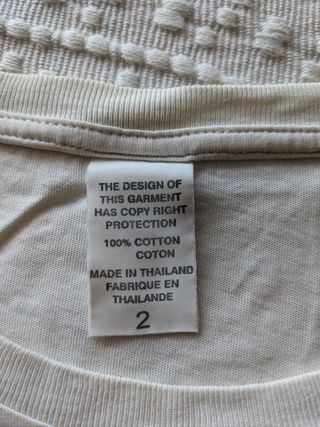 THE DESIGN OF
THIS GARMENT
HAS COPY RIGHT
PROTECTION
100% COTTON
COTON
MADE IN THAILAND
FABRIQUE EN
THAILANDE
2